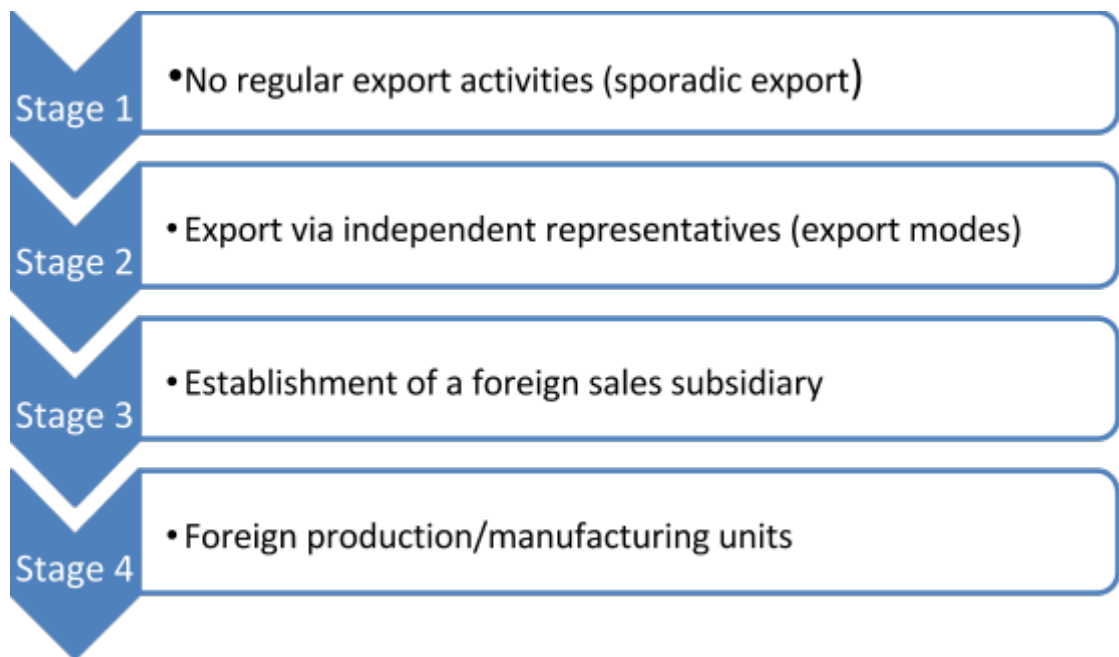 Stage 1
•No regular export activities (sporadic export)
Stage 2
• Export via independent representatives (export modes)
Stage 3
• Establishment of a foreign sales subsidiary
Stage 4
• Foreign production/manufacturing units